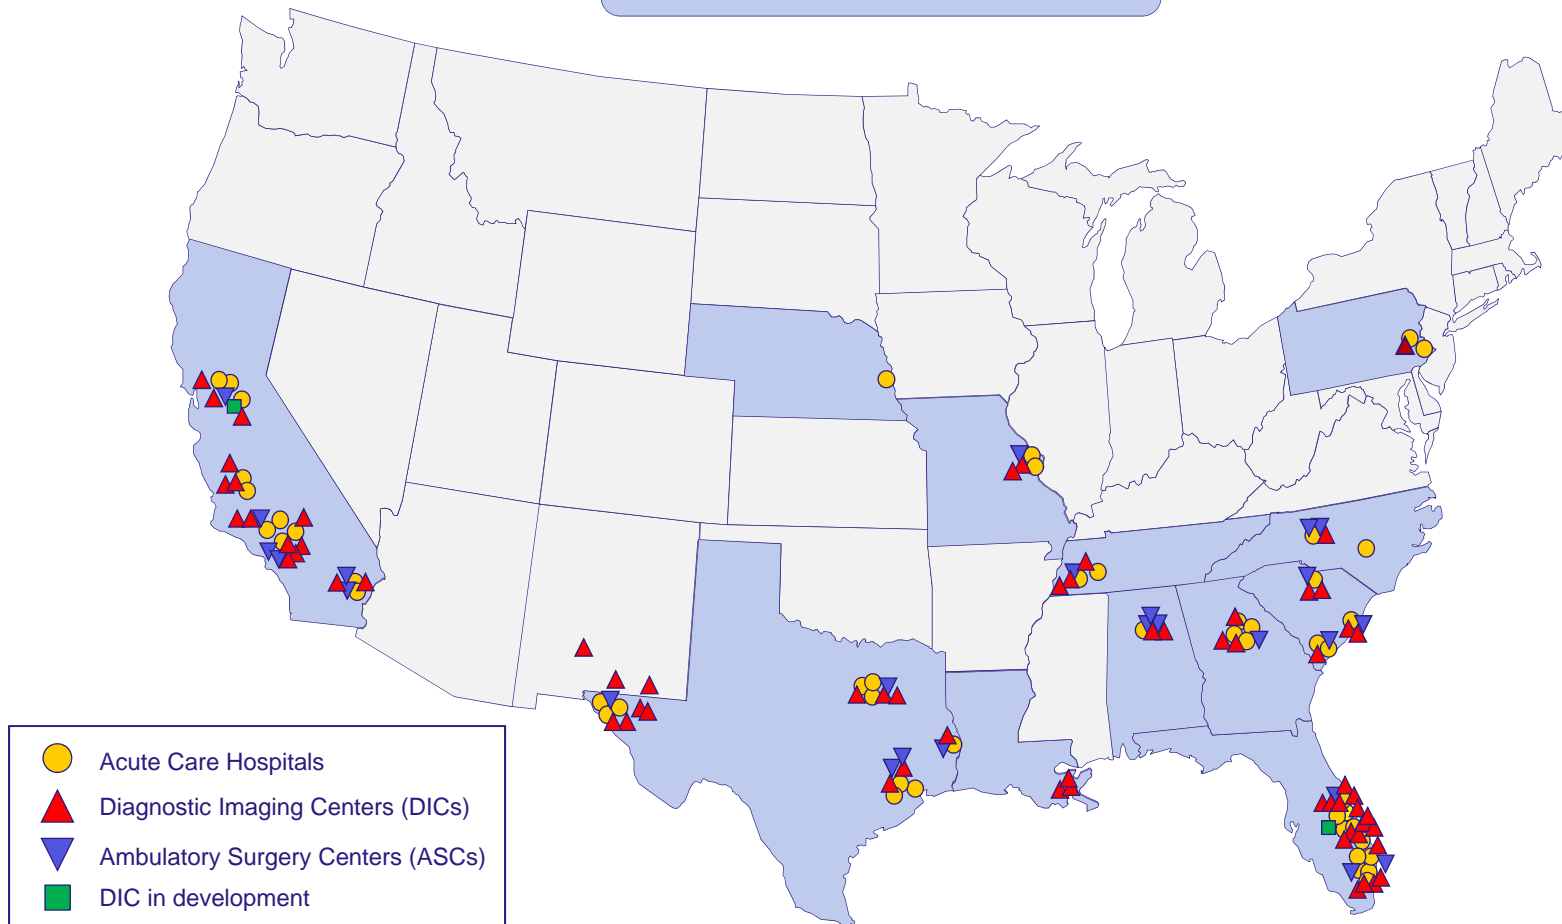 Acute Care Hospitals
Diagnostic Imaging Centers (DICs)
Ambulatory Surgery Centers (ASCs)
DIC in development